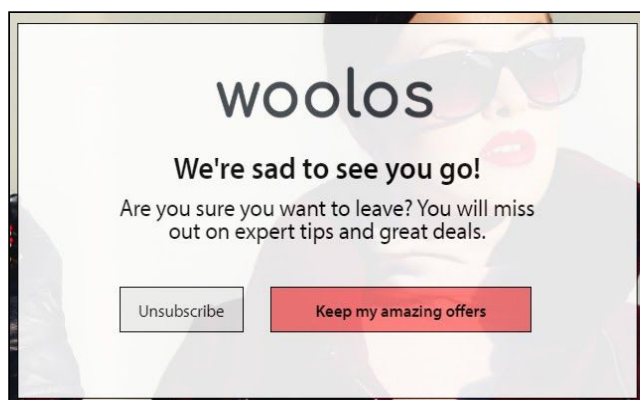 woolos
We're sad to see you go!
Are you sure you want to leave? You will miss
out on expert tips and great deals.
Unsubscribe
Keep my amazing offers